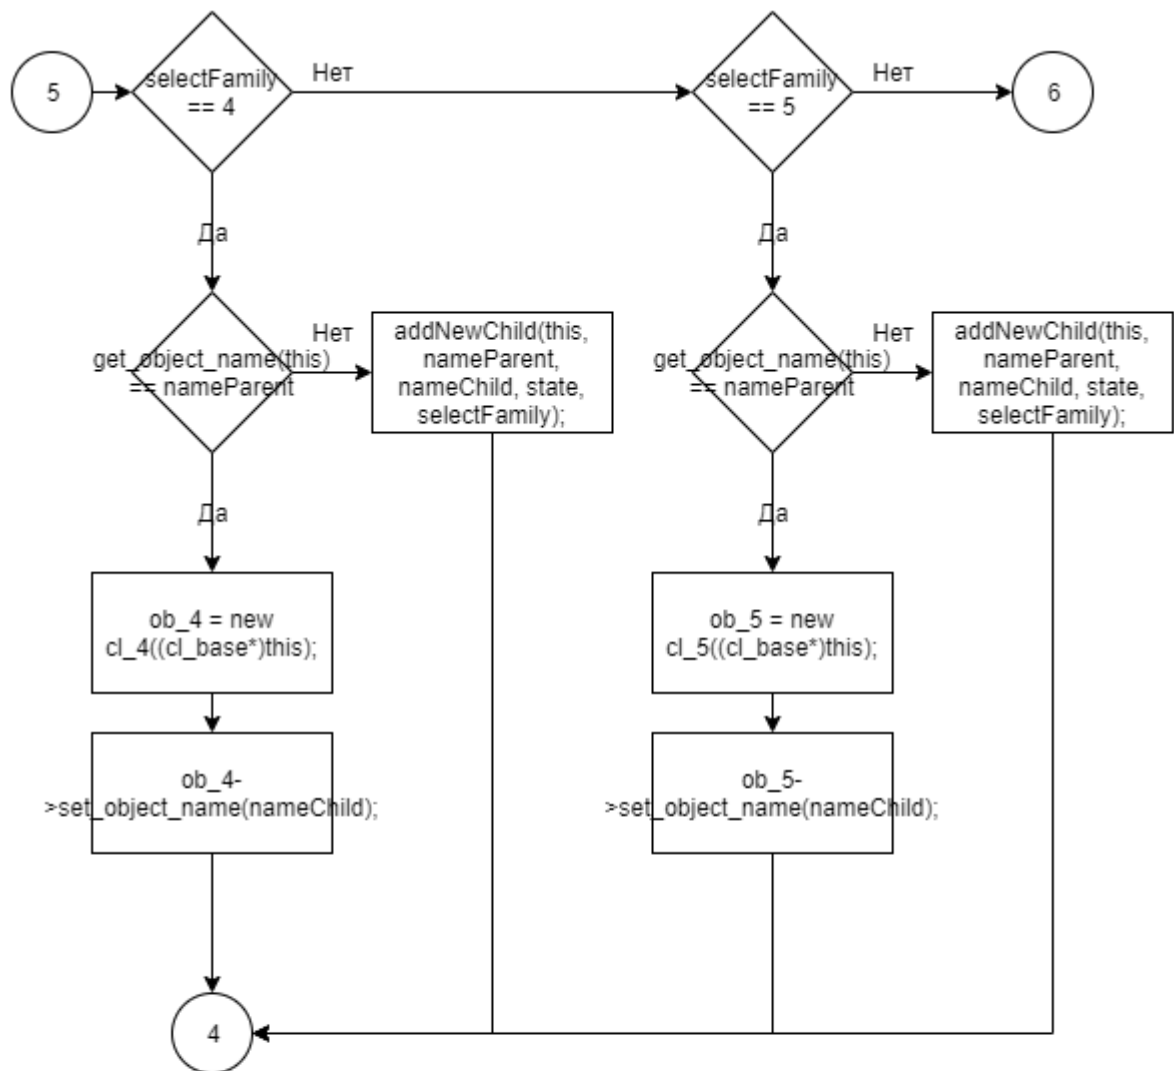 5
selectFamily
== 4
Нет
selectFamily
== 5
Нет
6
Да
Да
get_object_name(this)
== nameParent
Нет
addNewChild(this,
nameParent,
nameChild, state,
selectFamily);
get_object_name(this)
== nameParent
Нет
addNewChild(this,
nameParent,
nameChild, state,
selectFamily);
Да
Да
ob_4 = new
cl_4((cl_base*)this);
ob_5 = new
cl_5((cl_base*)this);
ob_4-
>set_object_name(nameChild);
ob_5-
>set_object_name(nameChild);
4